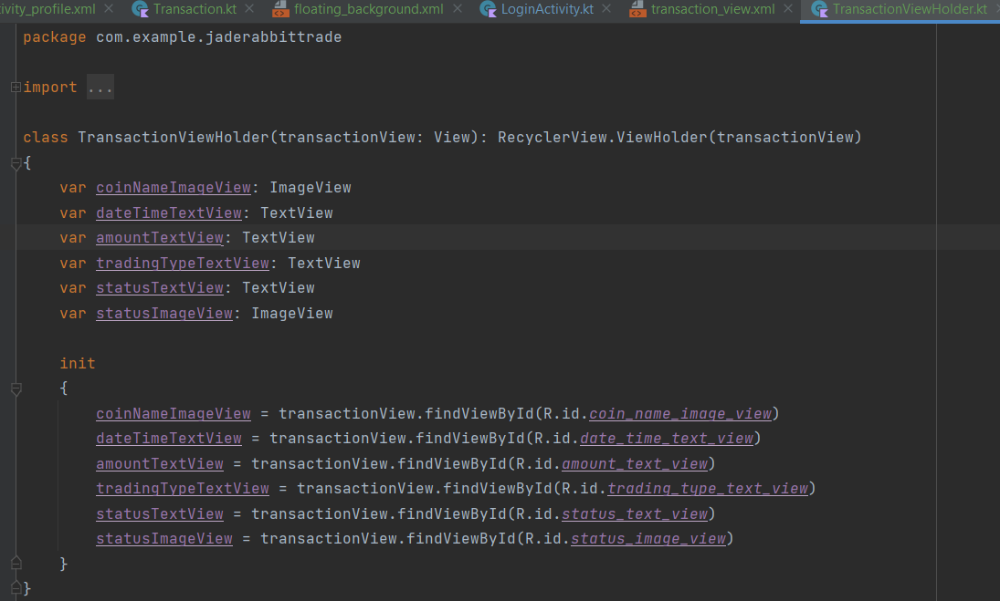 ivity_profile.xml Transaction.kt floating_background.xml LoginActivity.kt transaction_view.xml TransactionViewHolder.kt
package com.example.jaderabbittrade
import ...
class TransactionViewHolder(transactionView: View): RecyclerView.ViewHolder(transactionView)
{
var coinNameImageView: ImageView
var dateTimeTextView: TextView
var amountTextView: TextView
var tradingTypeTextView: TextView
var statusTextView: TextView
var statusImageView: ImageView
init
{
coinNameImageView = transactionView.findViewById(R.id.coin_name_image_view)
dateTimeTextView = transactionView.findViewById(R.id.date_time_text_view)
amountTextView = transactionView.findViewById(R.id.amount_text_view)
tradingTypeTextView = transactionView.findViewById(R.id.trading_type_text_view)
statusTextView = transactionView.findViewById(R.id.status_text_view)
statusImageView = transactionView.findViewById(R.id.status_image_view)
}
}